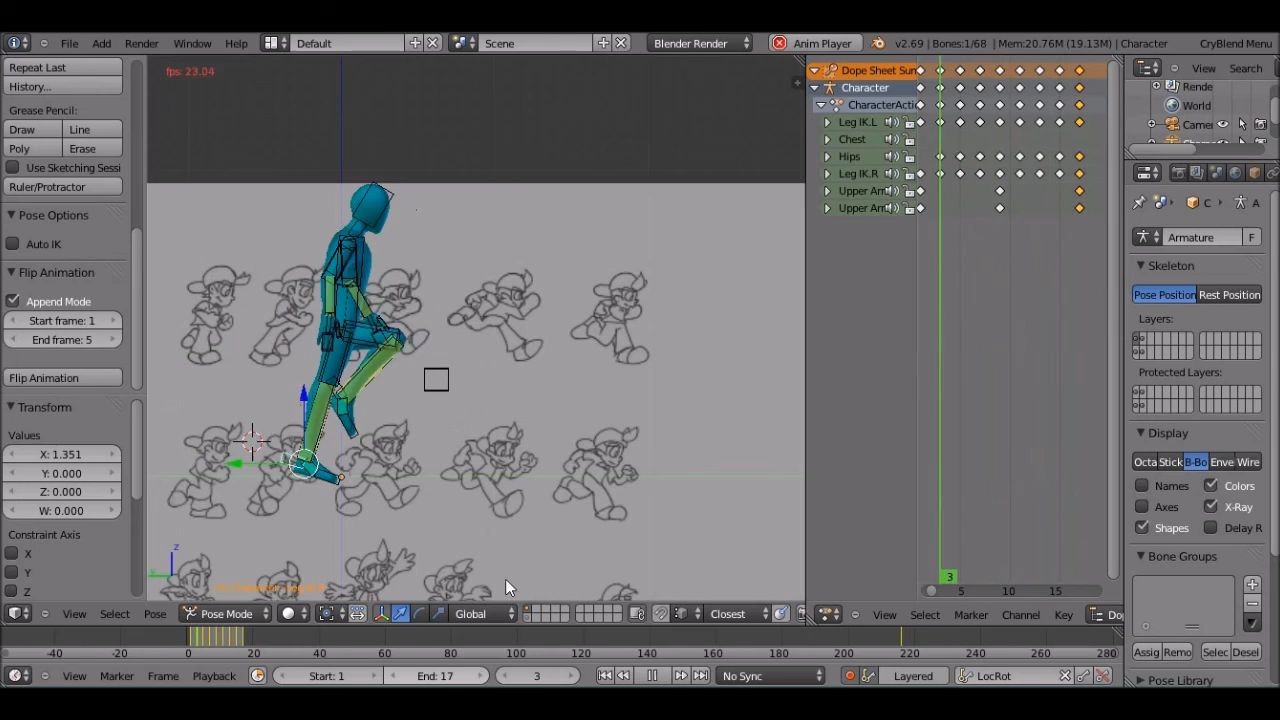 File Add Render Window Help Default Scene Blender Render Anim Player v2.69 | Bones:1/68 | Mem:20.76M (19.13M) | Character CryBlend Menu
Repeat Last
History...
Grease Pencil:
Draw Line
Poly Erase
Use Sketching Sessi
Ruler/Protractor
Pose Options
Auto IK
Flip Animation
Append Mode
Start frame: 1
End frame: 5
Flip Animation
Transform
Values
X: 1.351
Y: 0.000
Z: 0.000
W: 0.000
Constraint Axis
X
Y
Z
fps: 23.04
z
View Select Pose Pose Mode Global Closest
Dope Sheet Sum
Character
CharacterActi
Leg IK.L
Chest
Hips
Leg IK.R
Upper Arm
Upper Arm
3
5 10 15
View Select Marker Channel Key Dop
View Search
Rende
World
Camer
C A
Armature F
Skeleton
Pose Position Rest Position
Layers:
Protected Layers:
Display
Octa Stick B-Bo Enve Wire
Names Colors
Axes X-Ray
Shapes Delay R
Bone Groups
Assig Remo Selec Desel
Pose Library
-40 -20 0 20 40 60 80 100 120 140 160 180 200 220 240 260 280
View Marker Frame Playback Start: 1 End: 17 3 No Sync Layered LocRot